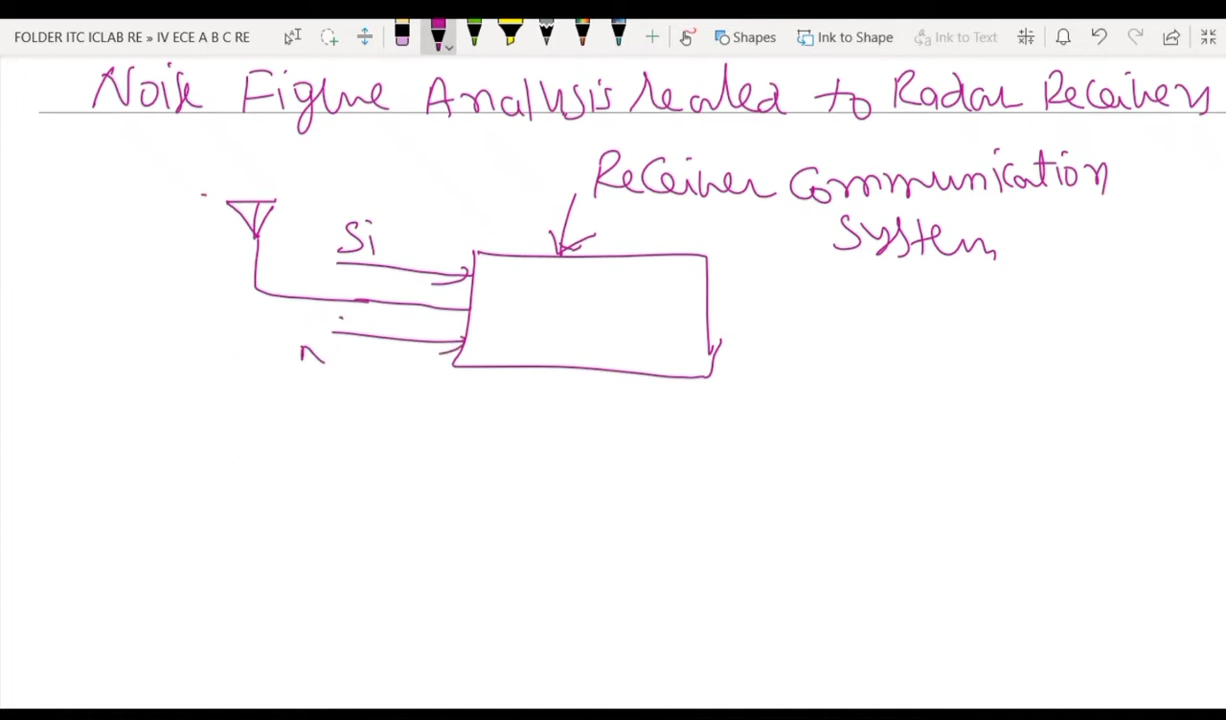 FOLDER ITC ICLAB RE » IV ECE A B C RE Shapes Ink to Shape Ink to Text
Noise Figure Analysis realed to Radar Receivers
Receiver Communication
System
Si
n